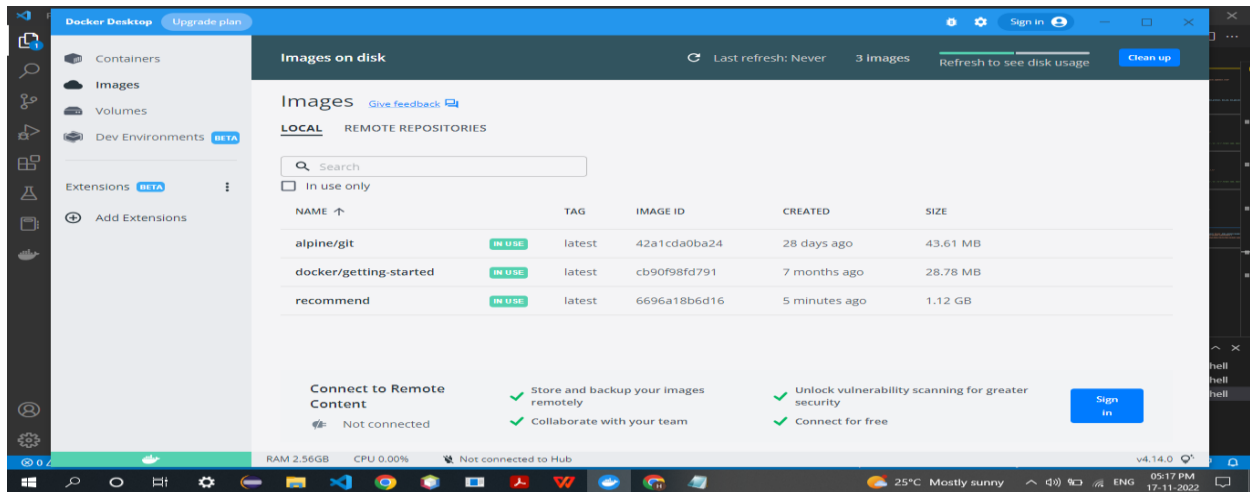 Docker Desktop Upgrade plan Sign in
Containers
Images
Volumes
Dev Environments BETA
Extensions BETA
Add Extensions
Images on disk Last refresh: Never 3 images Refresh to see disk usage Clean up
Images Give feedback
LOCAL REMOTE REPOSITORIES
Search
In use only
NAME TAG IMAGE ID CREATED SIZE
alpine/git IN USE latest 42a1cda0ba24 28 days ago 43.61 MB
docker/getting-started IN USE latest cb90f98fd791 7 months ago 28.78 MB
recommend IN USE latest 6696a18b6d16 5 minutes ago 1.12 GB
Connect to Remote
Content
Not connected
Store and backup your images
remotely
Collaborate with your team
Unlock vulnerability scanning for greater
security
Connect for free
Sign
in
hell
hell
hell
RAM 2.56GB CPU 0.00% Not connected to Hub v4.14.0
25°C Mostly sunny ENG 05:17 PM
17-11-2022